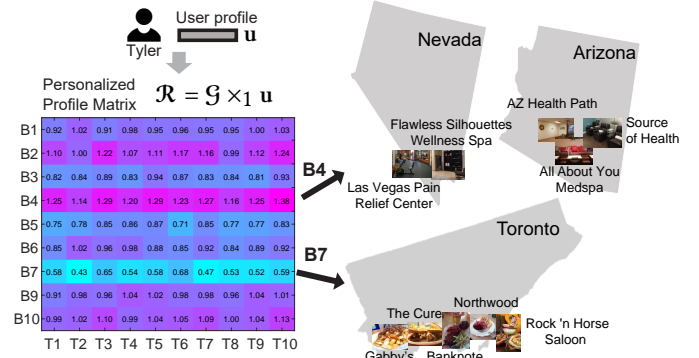 User profile
Tyler
u
Personalized
Profile Matrix
ℛ = 𝒢 ×₁ u
B1 0.92 1.02 0.91 0.98 0.95 0.96 0.95 0.95 1.00 1.03
B2 1.10 1.00 1.22 1.07 1.11 1.17 1.16 0.99 1.12 1.24
B3 0.82 0.84 0.89 0.83 0.94 0.87 0.83 0.84 0.81 0.93
B4 1.25 1.14 1.29 1.20 1.29 1.23 1.27 1.16 1.25 1.38
B5 0.75 0.78 0.85 0.86 0.87 0.71 0.85 0.77 0.77 0.83
B6 0.85 1.02 0.96 0.98 0.88 0.85 0.92 0.84 0.89 0.92
B7 0.58 0.43 0.65 0.54 0.58 0.68 0.47 0.53 0.52 0.59
B9 0.91 0.98 0.96 1.04 1.02 0.98 0.98 0.96 1.04 1.01
B10 0.99 1.02 1.10 0.99 1.04 1.05 1.09 1.00 1.04 1.13
T1 T2 T3 T4 T5 T6 T7 T8 T9 T10
B4
B7
Nevada
Flawless Silhouettes
Wellness Spa
Las Vegas Pain
Relief Center
Arizona
AZ Health Path
Source
of Health
All About You
Medspa
Toronto
The Cure
Northwood
Rock 'n Horse
Saloon
Gabby's
Banknote